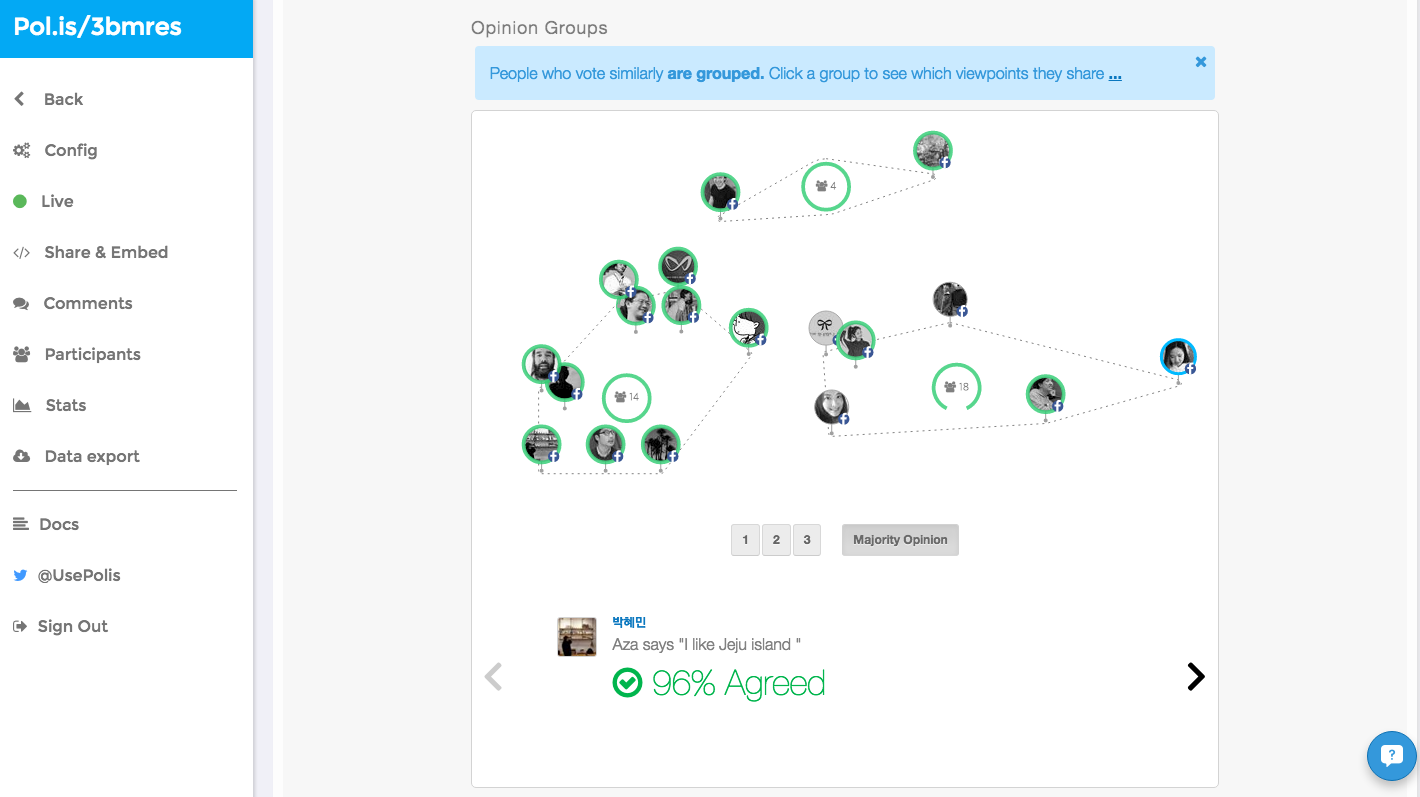 Pol.is/3bmres
Back
Config
Live
Share & Embed
Comments
Participants
Stats
Data export
Docs
@UsePolis
Sign Out
Opinion Groups
People who vote similarly are grouped. Click a group to see which viewpoints they share ...
4
14
18
1 2 3 Majority Opinion
박혜민
Aza says "I like Jeju island "
96% Agreed